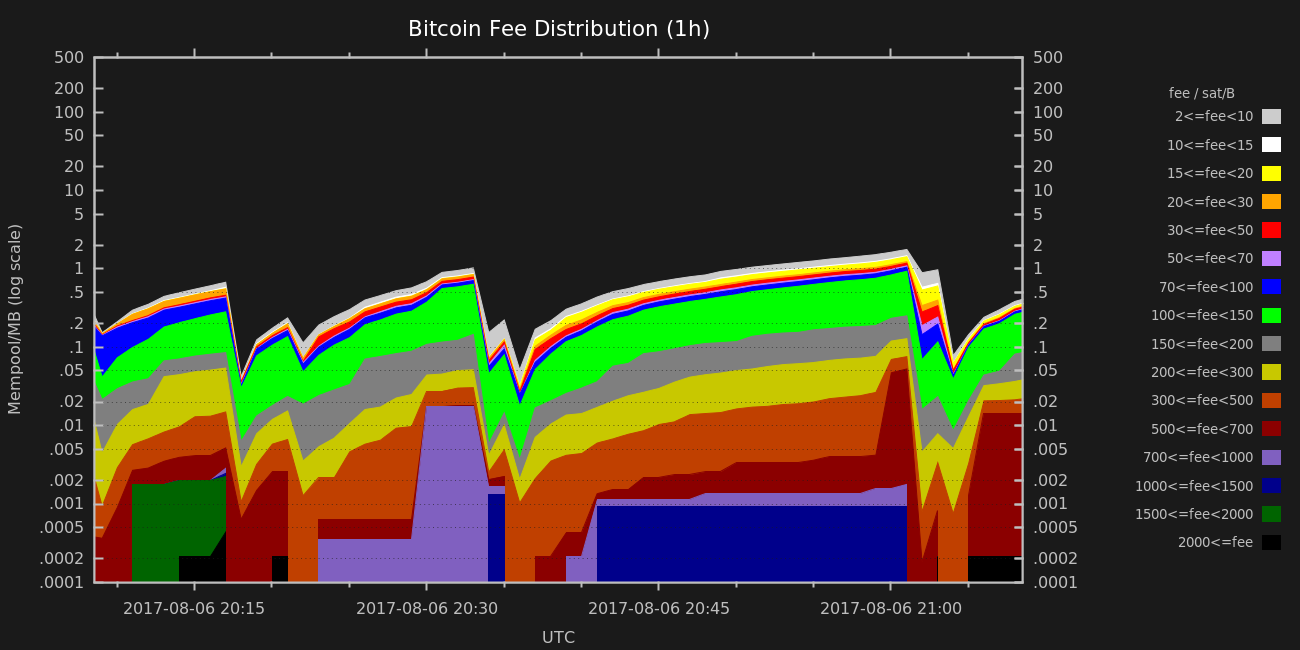 Bitcoin Fee Distribution (1h)
Mempool/MB (log scale)
500
200
100
50
20
10
5
2
1
.5
.2
.1
.05
.02
.01
.005
.002
.001
.0005
.0002
.0001
500
200
100
50
20
10
5
2
1
.5
.2
.1
.05
.02
.01
.005
.002
.001
.0005
.0002
.0001
2017-08-06 20:15
2017-08-06 20:30
2017-08-06 20:45
2017-08-06 21:00
UTC
fee / sat/B
2<=fee<10
10<=fee<15
15<=fee<20
20<=fee<30
30<=fee<50
50<=fee<70
70<=fee<100
100<=fee<150
150<=fee<200
200<=fee<300
300<=fee<500
500<=fee<700
700<=fee<1000
1000<=fee<1500
1500<=fee<2000
2000<=fee